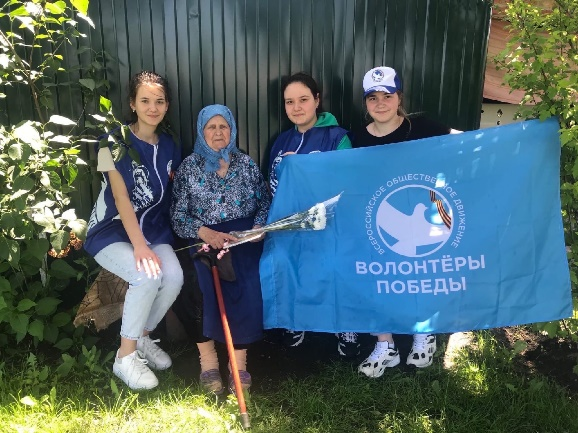 ВСЕРОССИЙСКОЕ ОБЩЕСТВЕННОЕ ДВИЖЕНИЕ
ВОЛОНТЁРЫ
ПОБЕДЫ